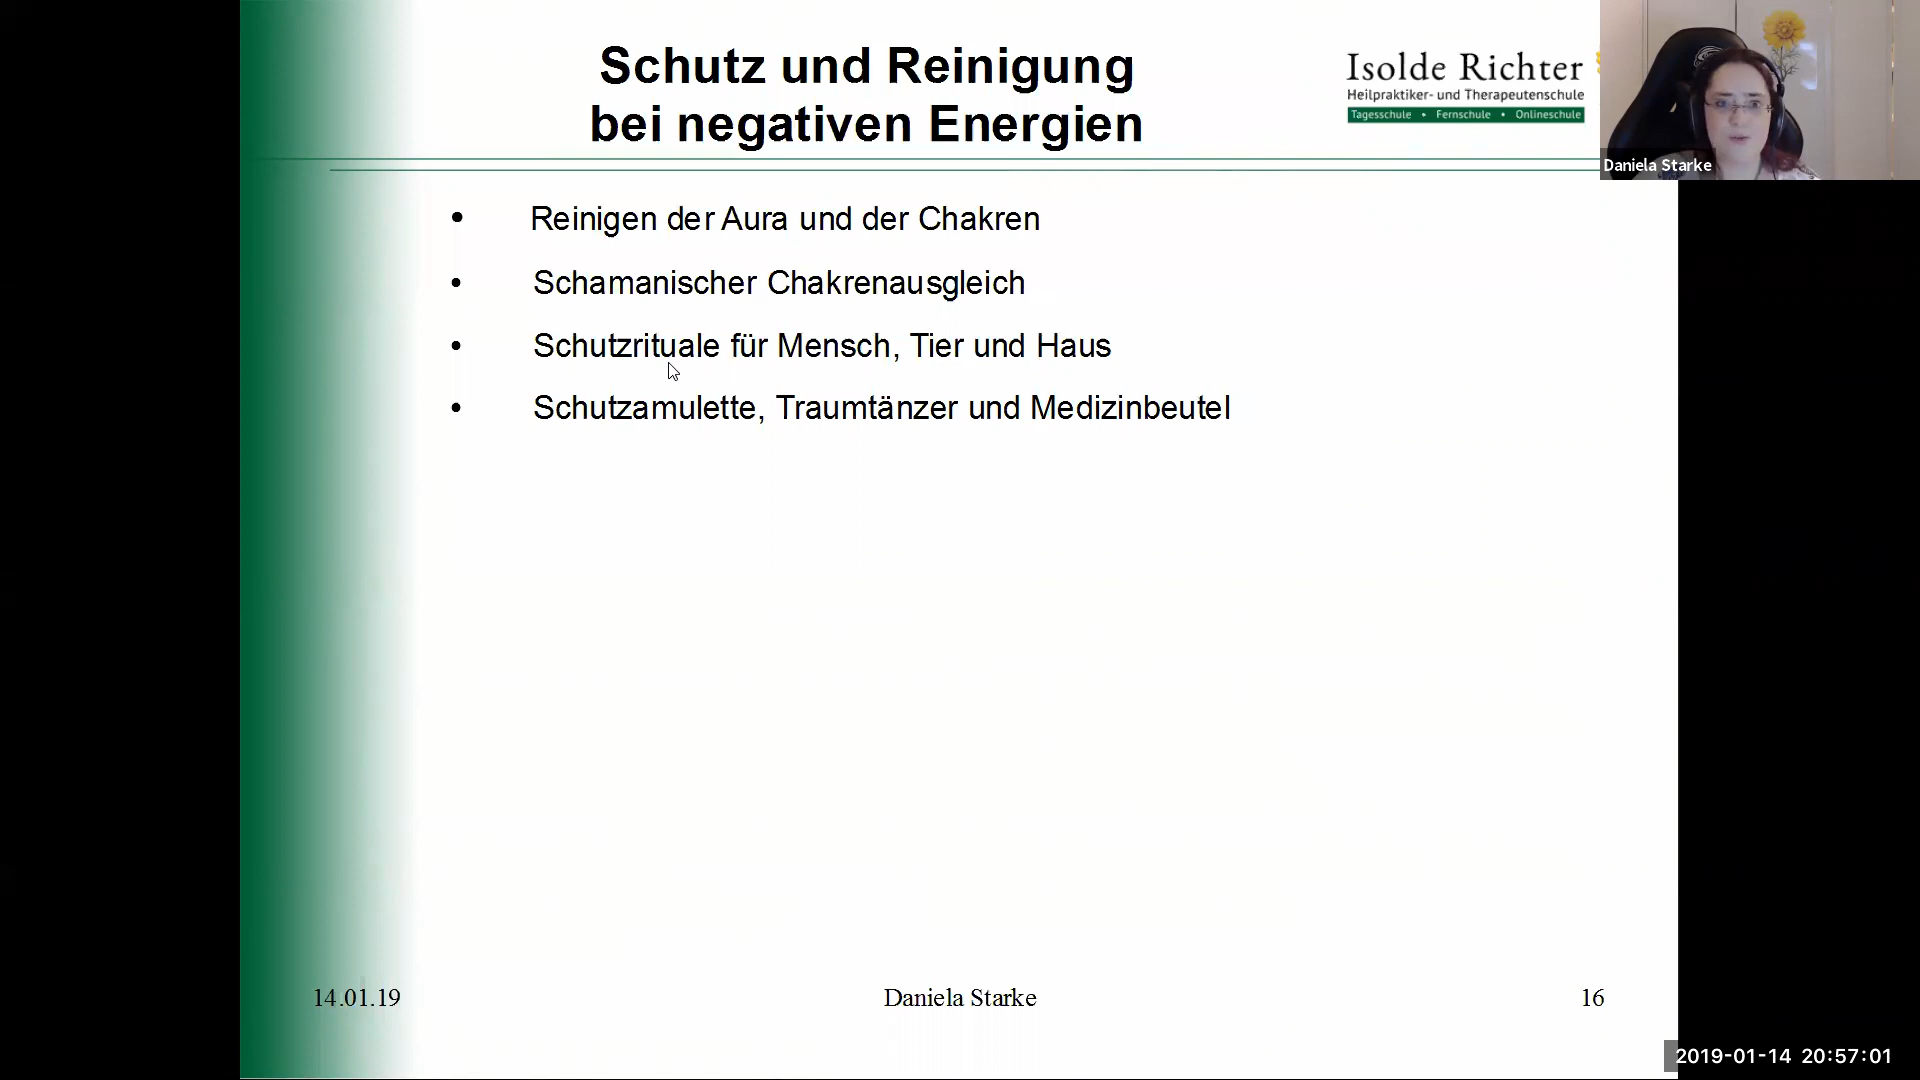 Schutz und Reinigung
bei negativen Energien
Isolde Richter
Heilpraktiker- und Therapeutenschule
Tagesschule • Fernschule • Onlineschule
Daniela Starke
• Reinigen der Aura und der Chakren
• Schamanischer Chakrenausgleich
• Schutzrituale für Mensch, Tier und Haus
• Schutzamulette, Traumtänzer und Medizinbeutel
14.01.19 Daniela Starke 16
2019-01-14 20:57:01